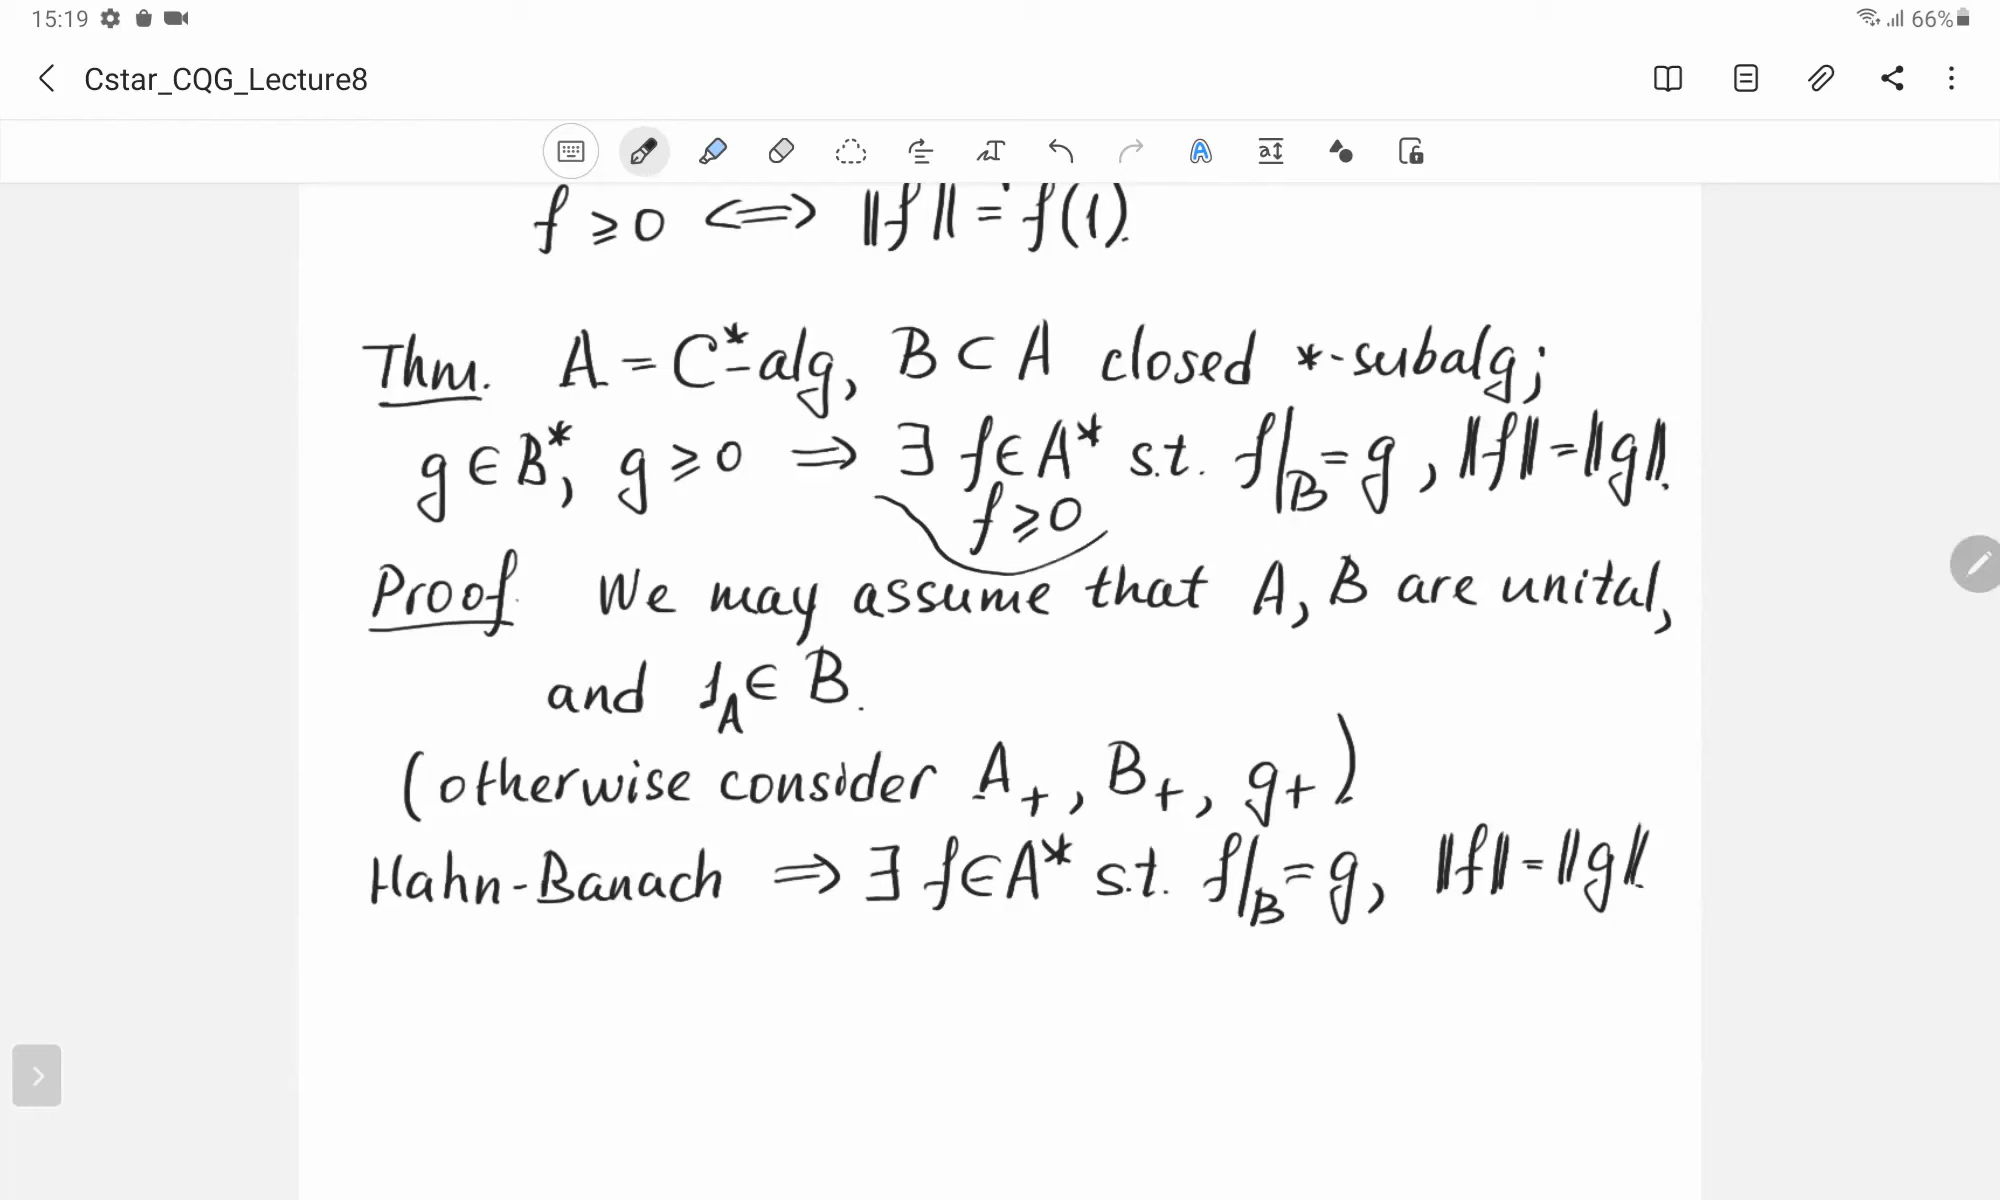 15:19
66%
Cstar_CQG_Lecture8
f ⩾ 0 <=> ‖f‖ = f(1).
Thm. A = C*-alg, B ⊂ A closed *-subalg;
g ∈ B*, g ⩾ 0 => ∃ f ∈ A* s.t. f|_B = g, ‖f‖ = ‖g‖.
f ⩾ 0
Proof. We may assume that A, B are unital,
and 1_A ∈ B.
(otherwise consider A_+, B_+, g_+)
Hahn-Banach => ∃ f ∈ A* s.t. f|_B = g, ‖f‖ = ‖g‖.